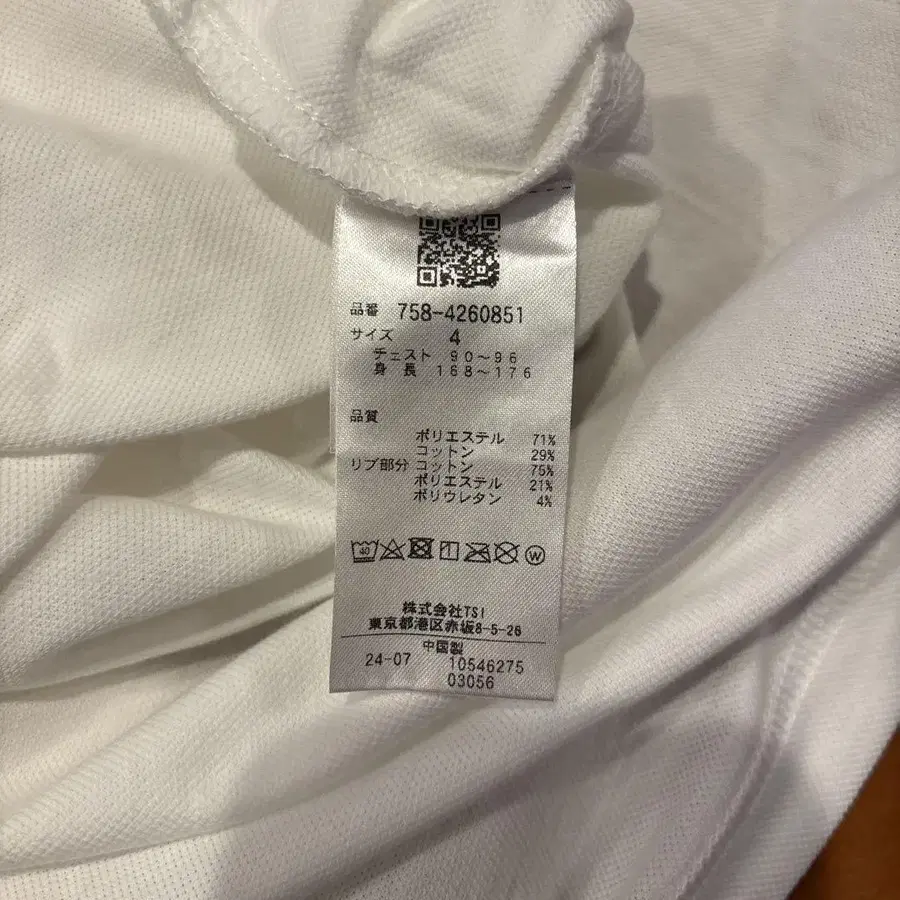 品番 758-4260851
サイズ 4
チェスト 90～96
身長 168～176
品質
ポリエステル 71%
コットン 29%
リブ部分 コットン 75%
ポリエステル 21%
ポリウレタン 4%
40 W
株式会社TSI
東京都港区赤坂8-5-26
中国製
24-07 10546275
03056